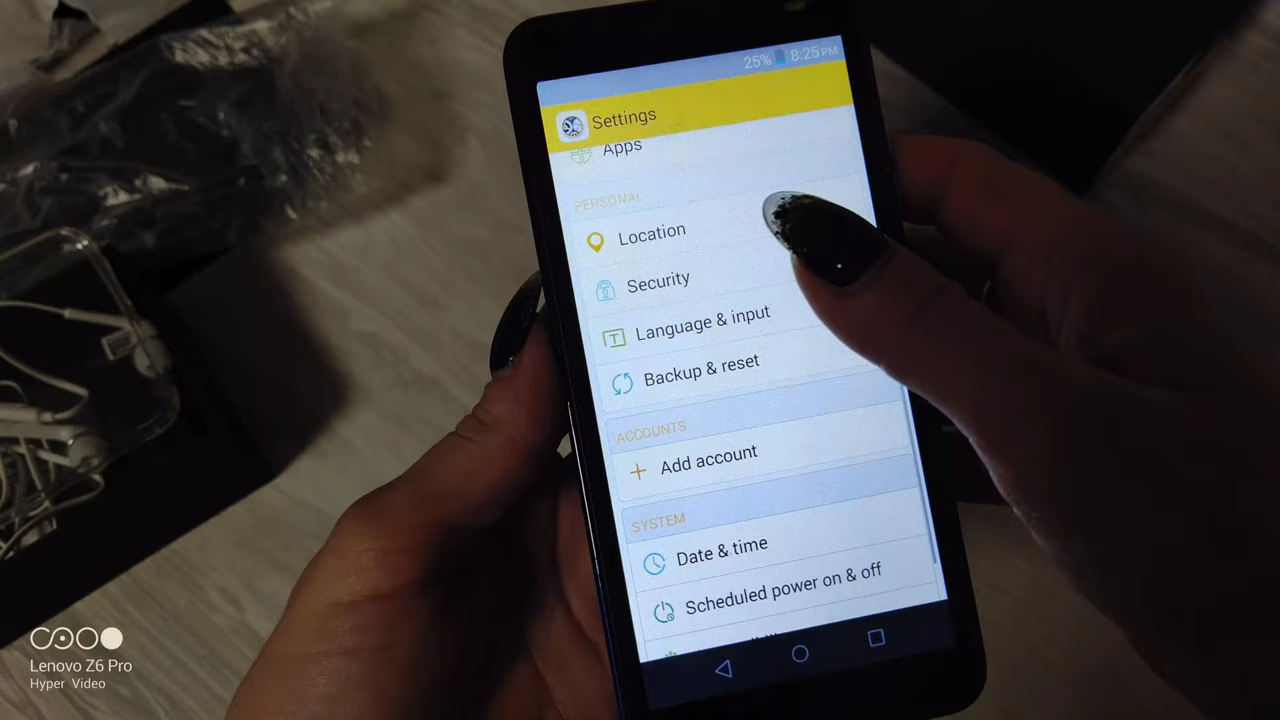 25% 8:25 PM
Settings
Apps
PERSONAL
Location
Security
Language & input
Backup & reset
ACCOUNTS
Add account
SYSTEM
Date & time
Scheduled power on & off
Lenovo Z6 Pro
Hyper Video